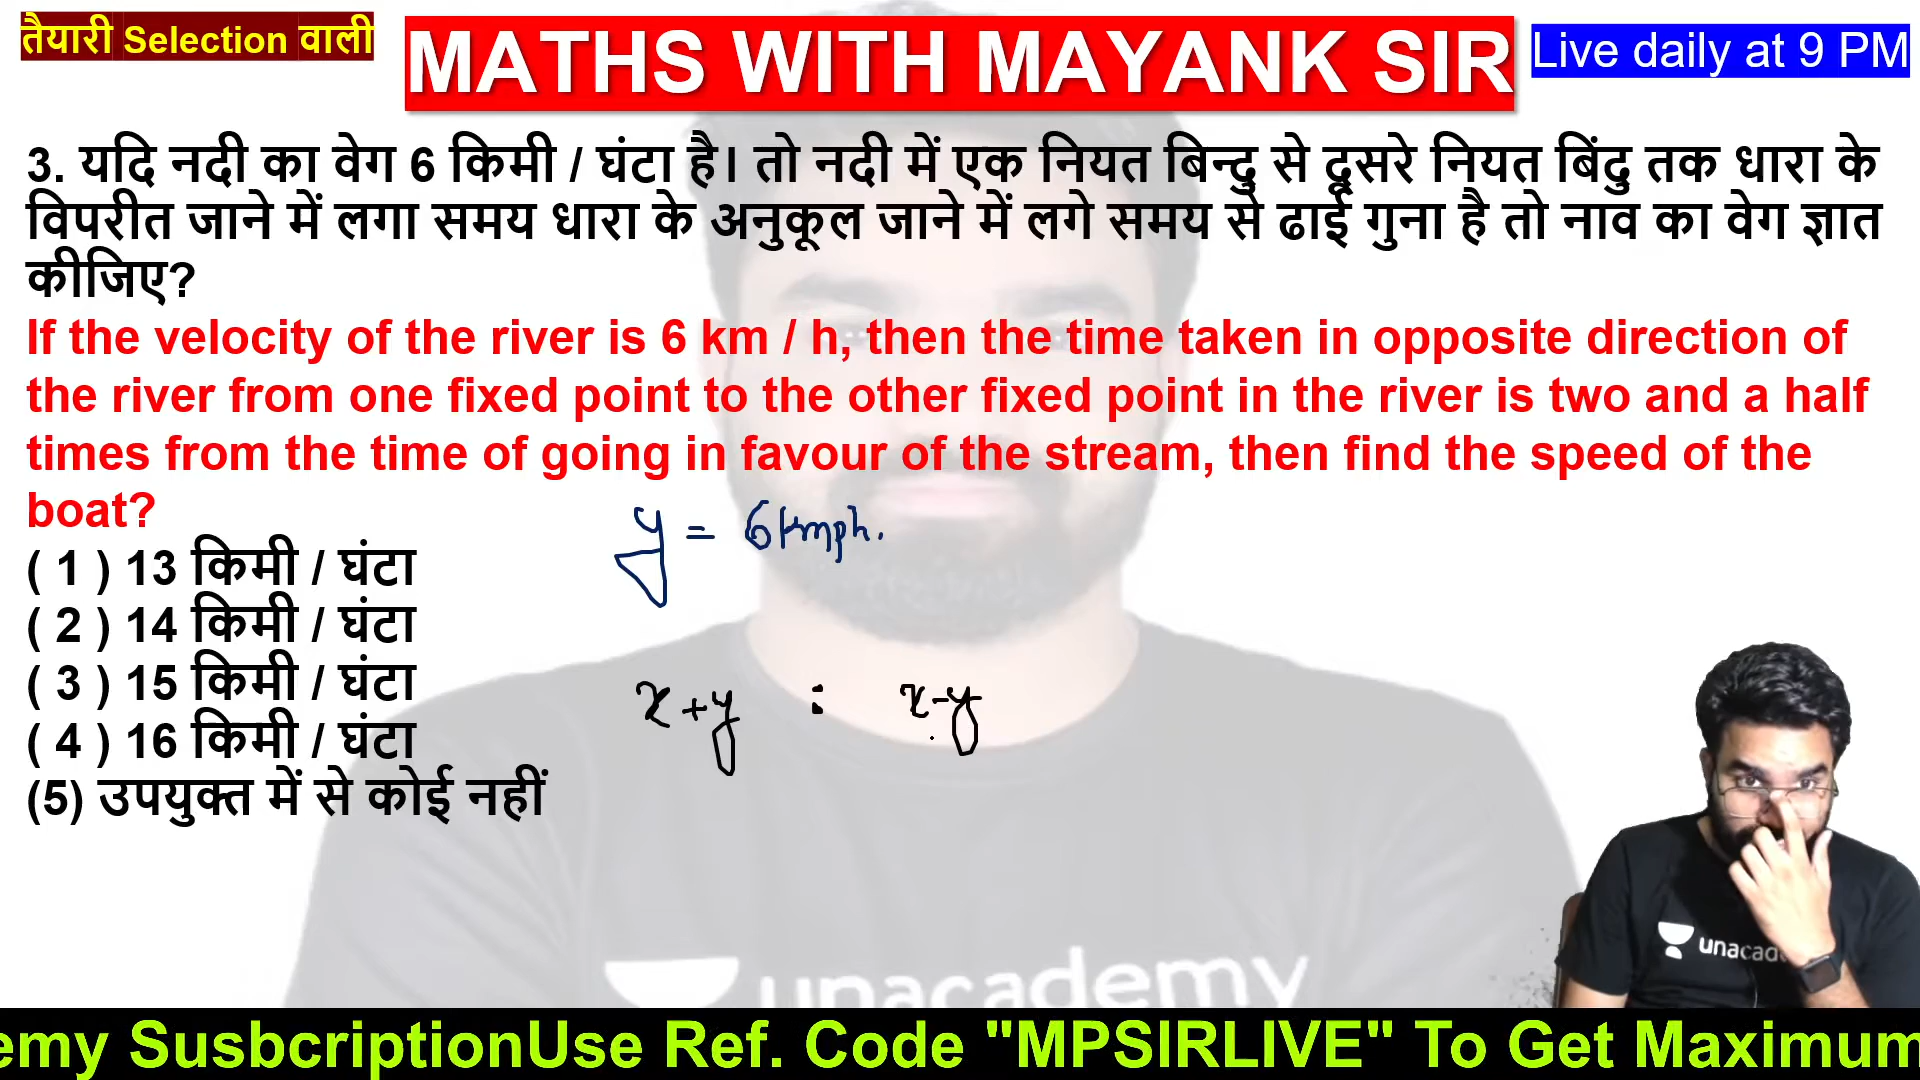 तैयारी Selection वाली
MATHS WITH MAYANK SIR
Live daily at 9 PM
3. यदि नदी का वेग 6 किमी / घंटा है। तो नदी में एक नियत बिन्दु से दूसरे नियत बिंदु तक धारा के
विपरीत जाने में लगा समय धारा के अनुकूल जाने में लगे समय से ढाई गुना है तो नाव का वेग ज्ञात
कीजिए?
If the velocity of the river is 6 km / h, then the time taken in opposite direction of
the river from one fixed point to the other fixed point in the river is two and a half
times from the time of going in favour of the stream, then find the speed of the
boat?
y = 6 kmph.
( 1 ) 13 किमी / घंटा
( 2 ) 14 किमी / घंटा
( 3 ) 15 किमी / घंटा
x+y : x-y
( 4 ) 16 किमी / घंटा
(5) उपयुक्त में से कोई नहीं
unacademy
unacad
emy SusbcriptionUse Ref. Code "MPSIRLIVE" To Get Maximum